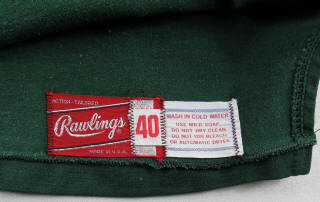 ACTION-TAILORED
Rawlings
MADE IN U.S.A.
40
WASH IN COLD WATER
USE MILD SOAP.
DO NOT DRY CLEAN.
DO NOT USE BLEACH
OR AUTOMATIC DRYER.